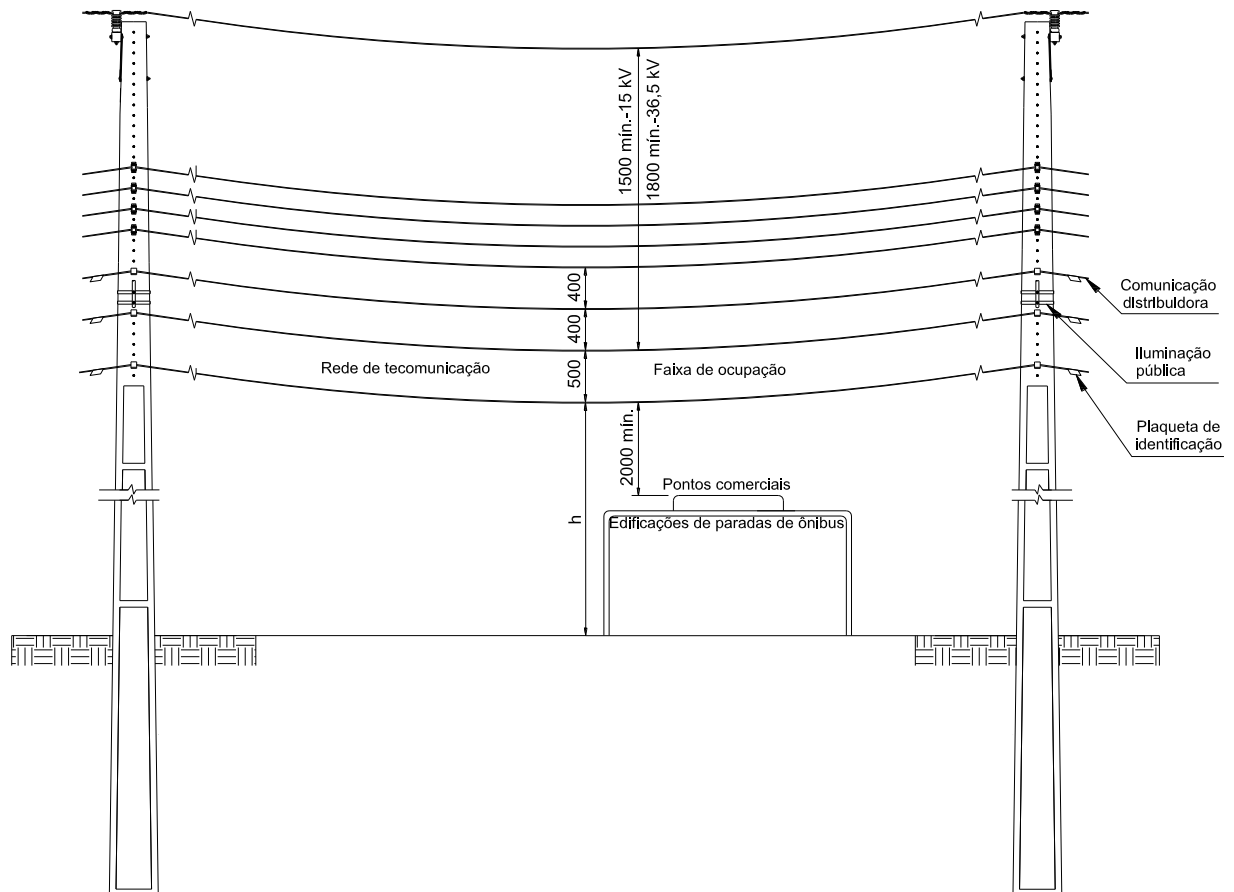 1500 mín.-15 kV
1800 mín.-36,5 kV
400
400
500
Comunicação
distribuidora
Iluminação
pública
Rede de tecomunicação
Faixa de ocupação
Plaqueta de
identificação
2000 mín.
h
Pontos comerciais
Edificações de paradas de ônibus